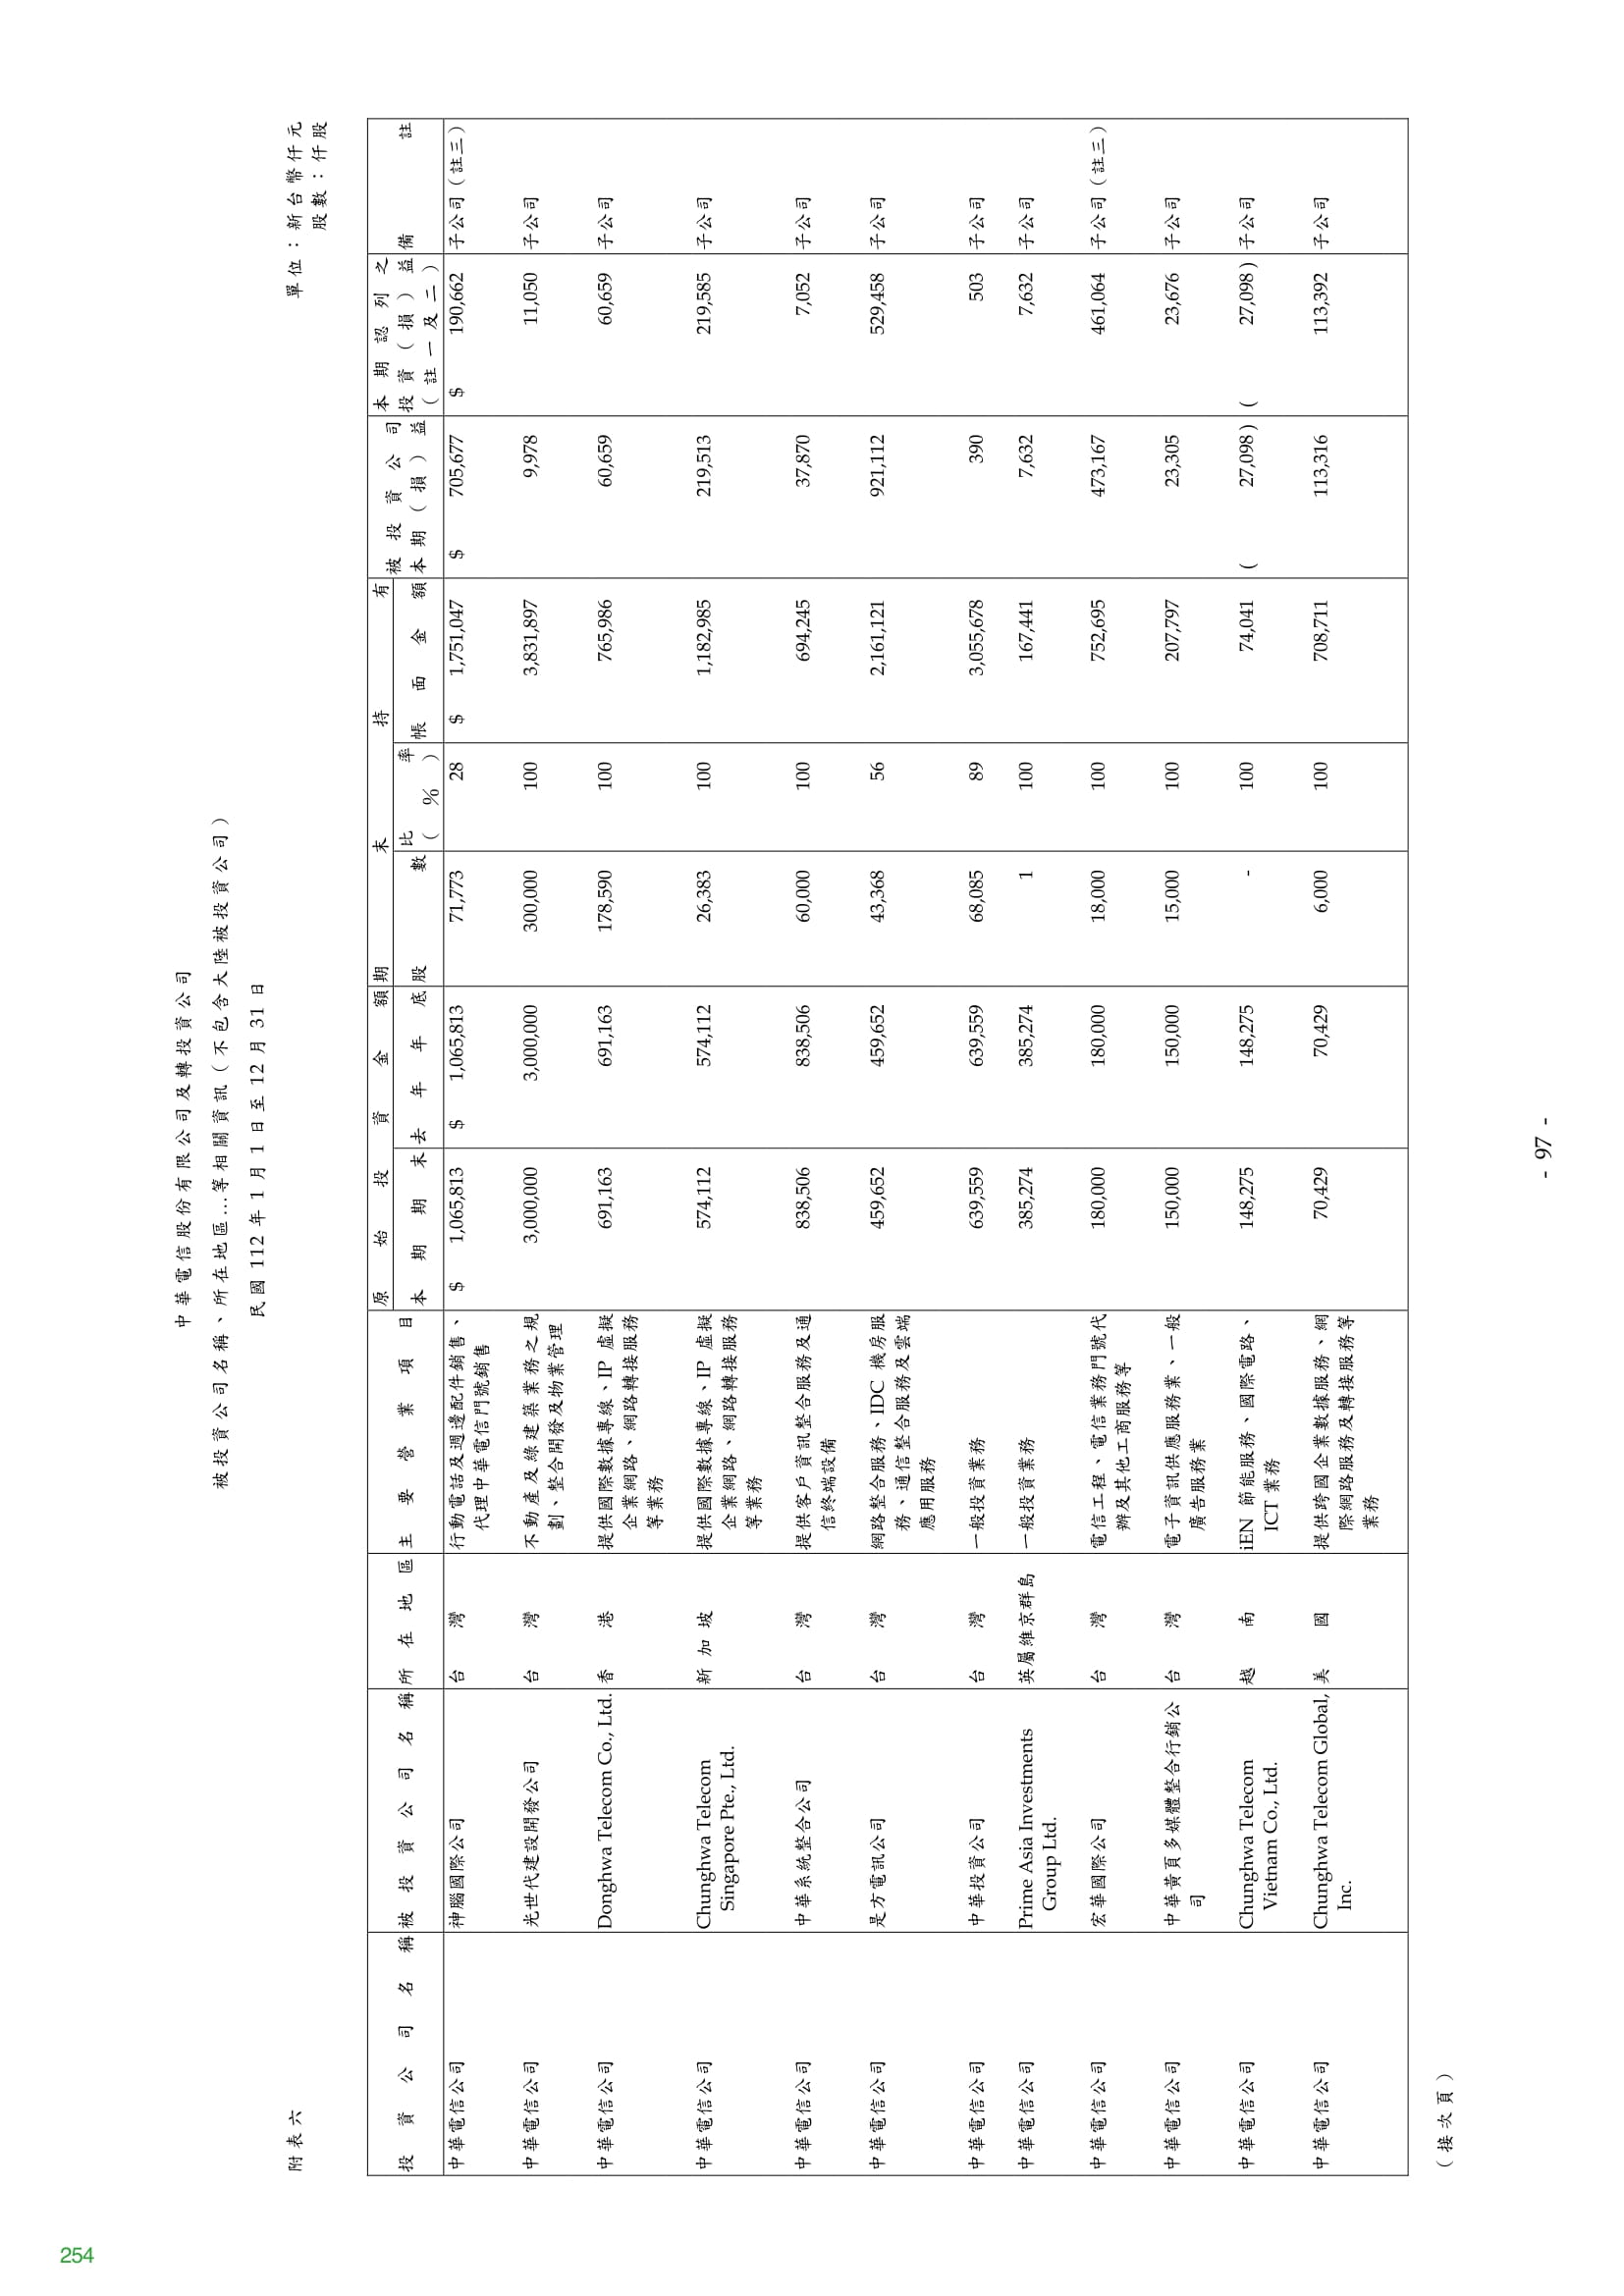 中華電信股份有限公司及轉投資公司
被投資公司名稱、所在地區…等相關資訊（不包含大陸被投資公司）
民國 112 年 1 月 1 日至 12 月 31 日
附表六
單位：新台幣仟元
股數：仟股
投資公司名稱 被投資公司名稱 所在地區 主要營業項目 原始投資金額 期末持有 被投資公司本期（損）益 本期認列之投資（損）益（註一及二） 備註
本期末 去年年底 股數 比率（%） 帳面金額
中華電信公司 神腦國際公司 台灣 行動電話及週邊配件銷售、 $ 1,065,813 $ 1,065,813 71,773 28 $ 1,751,047 $ 705,677 $ 190,662 子公司（註三）
代理中華電信門號銷售
中華電信公司 光世代建設開發公司 台灣 不動產及綠建築業務之規 3,000,000 3,000,000 300,000 100 3,831,897 9,978 11,050 子公司
劃、整合開發及物業管理
中華電信公司 Donghwa Telecom Co., Ltd. 香港 提供國際數據專線、IP 虛擬 691,163 691,163 178,590 100 765,986 60,659 60,659 子公司
企業網路、網路轉接服務
等業務
中華電信公司 Chunghwa Telecom 新加坡 提供國際數據專線、IP 虛擬 574,112 574,112 26,383 100 1,182,985 219,513 219,585 子公司
Singapore Pte., Ltd. 企業網路、網路轉接服務
等業務
中華電信公司 中華系統整合公司 台灣 提供客戶資訊整合服務及通 838,506 838,506 60,000 100 694,245 37,870 7,052 子公司
信終端設備
中華電信公司 是方電訊公司 台灣 網路整合服務、IDC 機房服 459,652 459,652 43,368 56 2,161,121 921,112 529,458 子公司
務、通信整合服務及雲端
應用服務
中華電信公司 中華投資公司 台灣 一般投資業務 639,559 639,559 68,085 89 3,055,678 390 503 子公司
中華電信公司 Prime Asia Investments 英屬維京群島 一般投資業務 385,274 385,274 1 100 167,441 7,632 7,632 子公司
Group Ltd.
中華電信公司 宏華國際公司 台灣 電信工程、電信業務門號代 180,000 180,000 18,000 100 752,695 473,167 461,064 子公司（註三）
辦及其他工商服務等
中華電信公司 中華黃頁多媒體整合行銷公 台灣 電子資訊供應服務業、一般 150,000 150,000 15,000 100 207,797 23,305 23,676 子公司
司 廣告服務業
中華電信公司 Chunghwa Telecom 越南 iEN 節能服務、國際電路、 148,275 148,275 - 100 74,041 ( 27,098 ) ( 27,098 ) 子公司
Vietnam Co., Ltd. ICT 業務
中華電信公司 Chunghwa Telecom Global, 美國 提供跨國企業數據服務、網 70,429 70,429 6,000 100 708,711 113,316 113,392 子公司
Inc. 際網路服務及轉接服務等
業務
（接次頁）
- 97 -
254